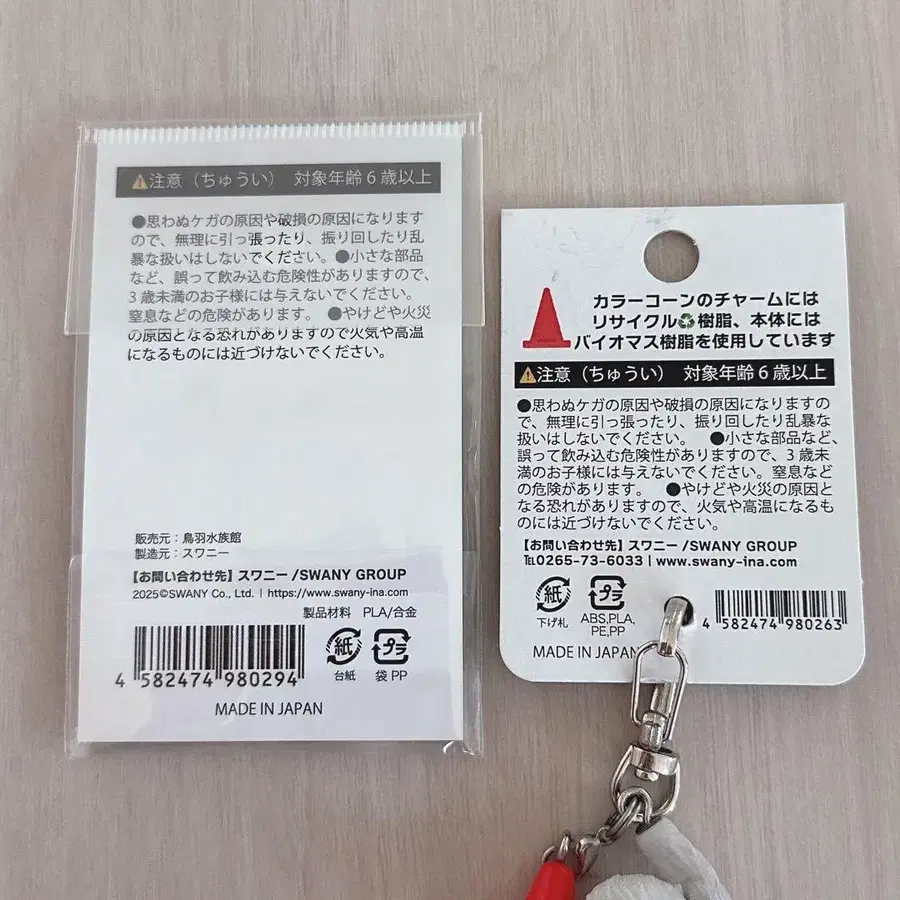 ⚠注意（ちゅうい） 対象年齢６歳以上
●思わぬケガの原因や破損の原因になります
ので、無理に引っ張ったり、振り回したり乱
暴な扱いはしないでください。●小さな部品
など、誤って飲み込む危険性がありますので、
３歳未満のお子様には与えないでください。
窒息などの危険があります。 ●やけどや火災
の原因となる恐れがありますので火気や高温
になるものには近づけないでください。
販売元：鳥羽水族館
製造元：スワニー
【お問い合わせ先】スワニー/SWANY GROUP
2025©SWANY Co., Ltd. | https://www.swany-ina.com
製品材料 PLA/合金
4 582474 980294
紙
台紙
プラ
袋 PP
MADE IN JAPAN
カラーコーンのチャームには
リサイクル♻樹脂、本体には
バイオマス樹脂を使用しています
⚠注意（ちゅうい） 対象年齢６歳以上
●思わぬケガの原因や破損の原因になりますの
で、無理に引っ張ったり、振り回したり乱暴な
扱いはしないでください。 ●小さな部品など、
誤って飲み込む危険性がありますので、３歳未
満のお子様には与えないでください。窒息など
の危険があります。 ●やけどや火災の原因と
なる恐れがありますので、火気や高温になるも
のには近づけないでください。
【お問い合わせ先】スワニー/SWANY GROUP
TEL0265-73-6033 | www.swany-ina.com
紙
下げ札
プラ
ABS,PLA,
PE,PP
4 582474 980263
MADE IN JAPAN